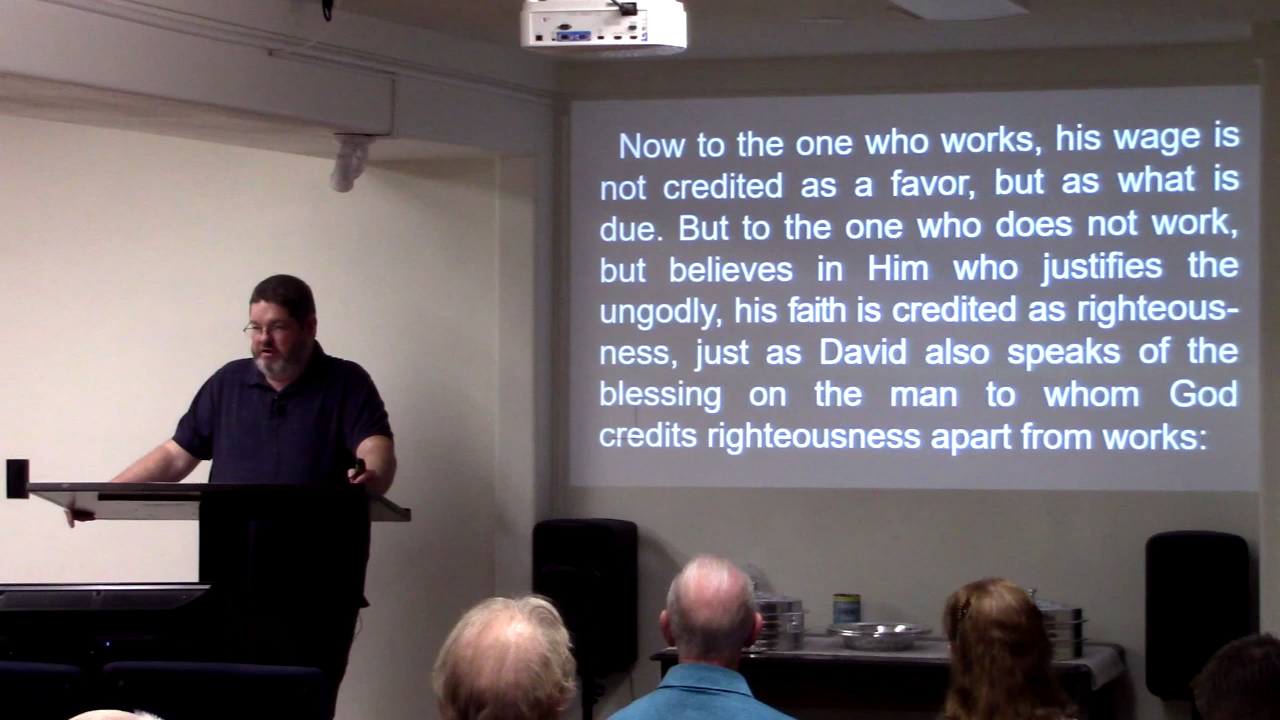 Now to the one who works, his wage is
not credited as a favor, but as what is
due. But to the one who does not work,
but believes in Him who justifies the
ungodly, his faith is credited as righteous-
ness, just as David also speaks of the
blessing on the man to whom God
credits righteousness apart from works: